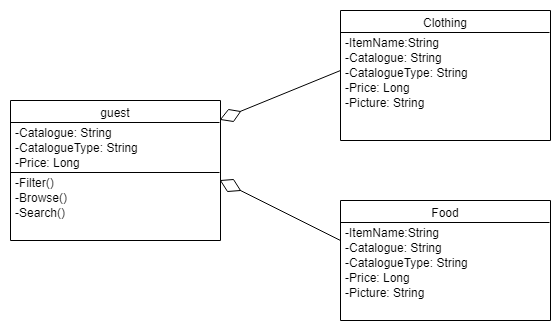 Clothing
-ItemName:String
-Catalogue: String
-CatalogueType: String
-Price: Long
-Picture: String
guest
-Catalogue: String
-CatalogueType: String
-Price: Long
-Filter()
-Browse()
-Search()
Food
-ItemName:String
-Catalogue: String
-CatalogueType: String
-Price: Long
-Picture: String